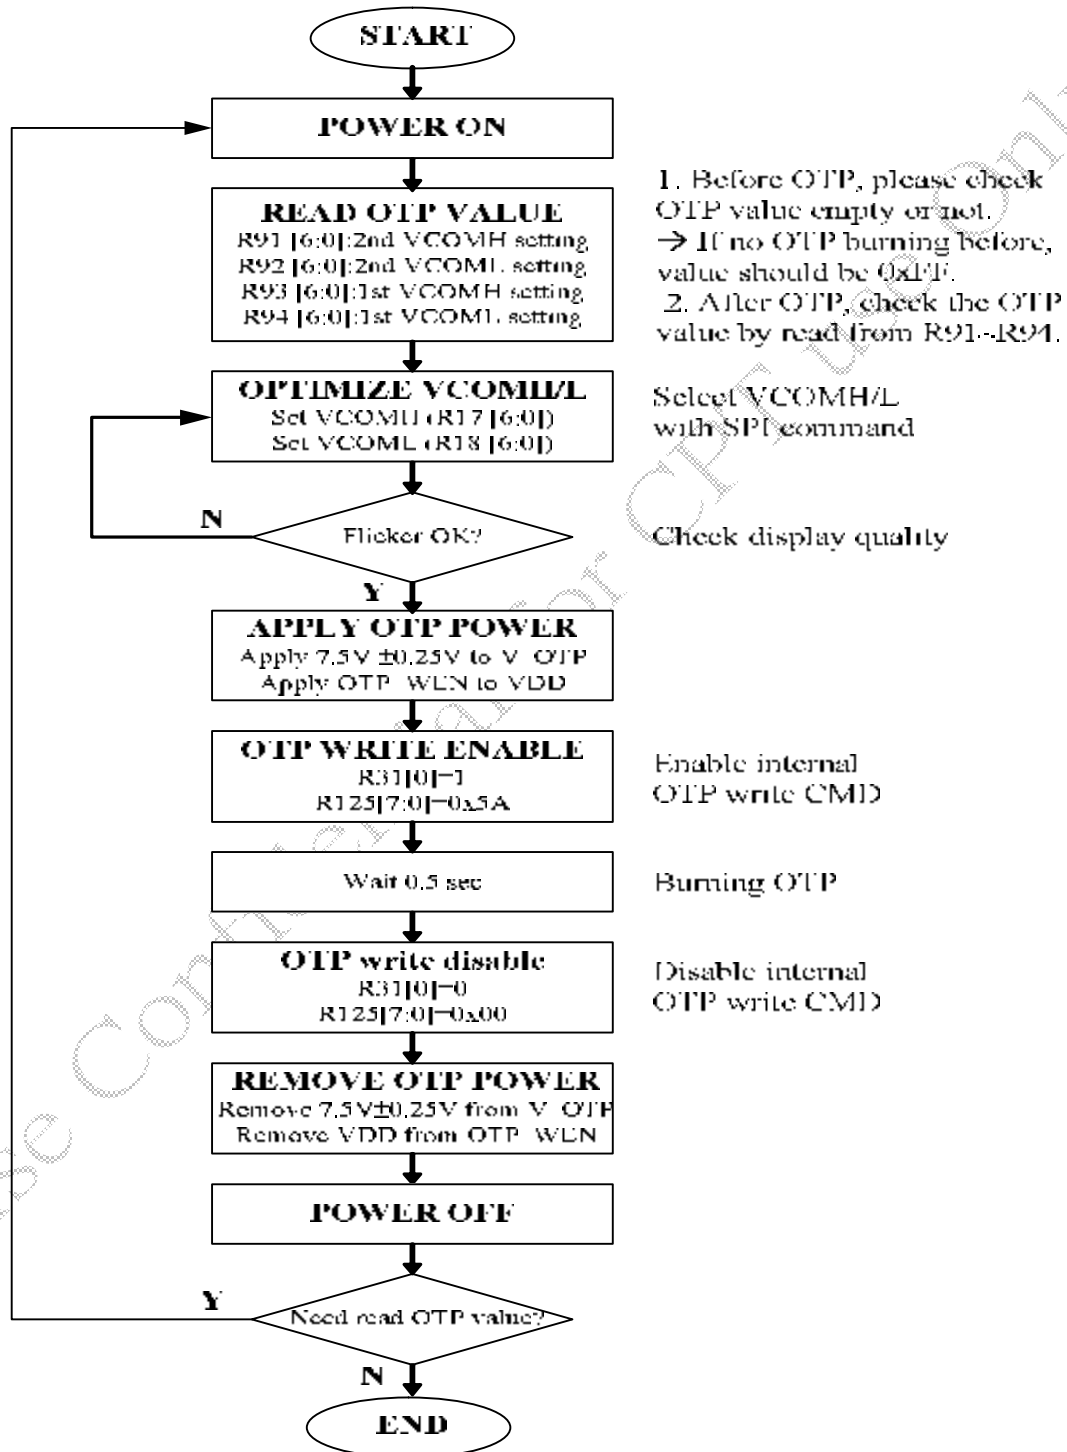 START
POWER ON
READ OTP VALUE
R91 [6:0]:2nd VCOMH setting
R92 [6:0]:2nd VCOML setting
R93 [6:0]:1st VCOMH setting
R94 [6:0]:1st VCOML setting
1. Before OTP, please check
OTP value empty or not.
→ If no OTP burning before,
value should be 0xFF.
2. After OTP, check the OTP
value by read from R91~R94.
OPTIMIZE VCOMH/L
Set VCOMH (R17 [6:0])
Set VCOML (R18 [6:0])
Select VCOMH/L
with SPI command
N
Flicker OK?
Check display quality
Y
APPLY OTP POWER
Apply 7.5V ±0.25V to V_OTP
Apply OTP_WEN to VDD
OTP WRITE ENABLE
R31[0]=1
R125[7:0]=0x5A
Enable internal
OTP write CMD
Wait 0.5 sec
Burning OTP
OTP write disable
R31[0]=0
R125[7:0]=0x00
Disable internal
OTP write CMD
REMOVE OTP POWER
Remove 7.5V±0.25V from V_OTP
Remove VDD from OTP_WEN
POWER OFF
Y
Need read OTP value?
N
END
for CPT use Only